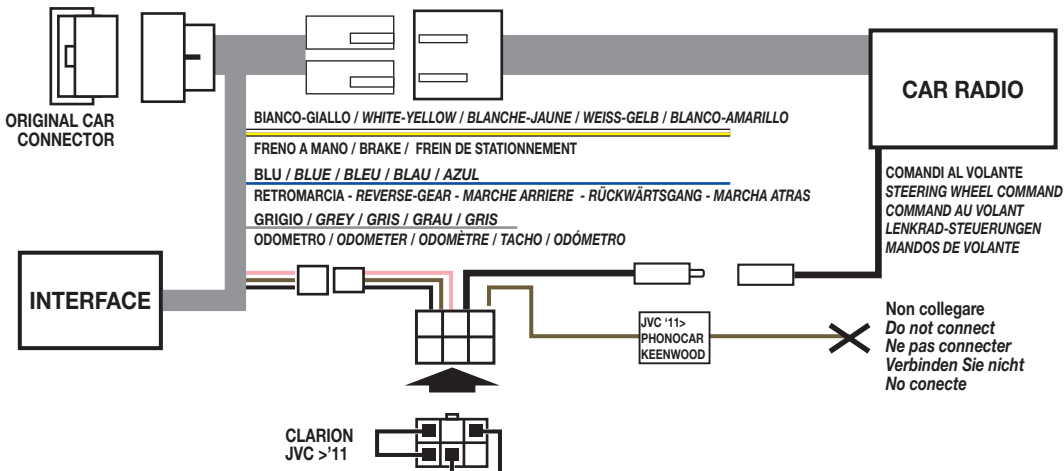 ORIGINAL CAR
CONNECTOR
CAR RADIO
BIANCO-GIALLO / WHITE-YELLOW / BLANCHE-JAUNE / WEISS-GELB / BLANCO-AMARILLO
FRENO A MANO / BRAKE / FREIN DE STATIONNEMENT
BLU / BLUE / BLEU / BLAU / AZUL
RETROMARCIA - REVERSE-GEAR - MARCHE ARRIERE - RÜCKWÄRTSGANG - MARCHA ATRAS
GRIGIO / GREY / GRIS / GRAU / GRIS
ODOMETRO / ODOMETER / ODOMÈTRE / TACHO / ODÓMETRO
COMANDI AL VOLANTE
STEERING WHEEL COMMAND
COMMAND AU VOLANT
LENKRAD-STEUERUNGEN
MANDOS DE VOLANTE
INTERFACE
JVC ‘11>
PHONOCAR
KEENWOOD
Non collegare
Do not connect
Ne pas connecter
Verbinden Sie nicht
No conecte
CLARION
JVC >’11